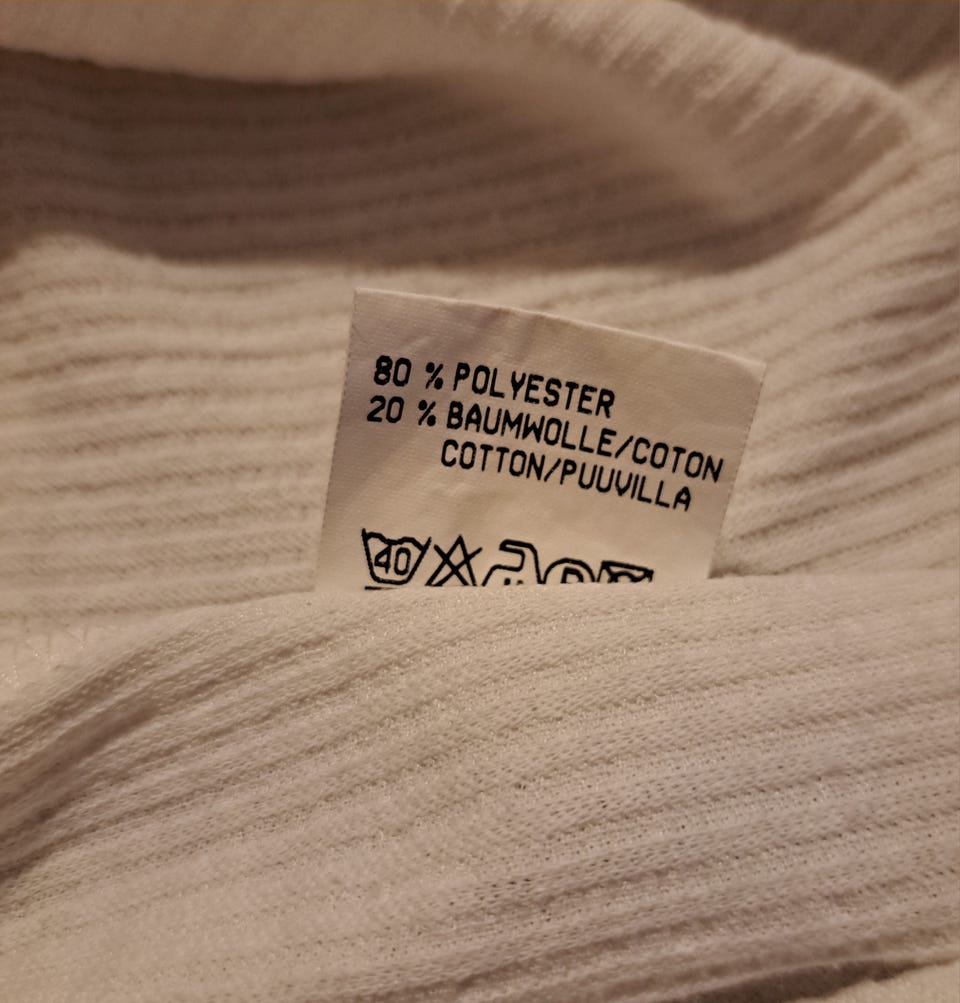 80 % POLYESTER
20 % BAUMWOLLE/COTON
COTTON/PUUVILLA
40